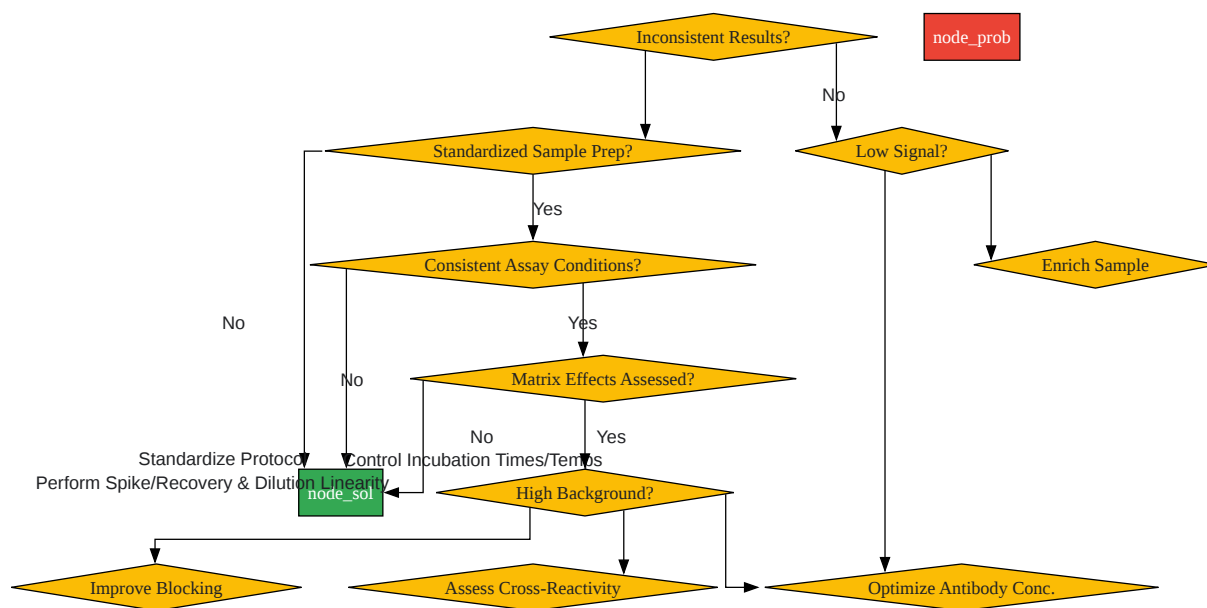 Inconsistent Results?
node_prob
No
Standardized Sample Prep?
Low Signal?
Yes
Consistent Assay Conditions?
Enrich Sample
No
Yes
No
Matrix Effects Assessed?
No
Yes
Standardize Protocol
Control Incubation Times/Temps
Perform Spike/Recovery & Dilution Linearity
node_sol
High Background?
Improve Blocking
Assess Cross-Reactivity
Optimize Antibody Conc.